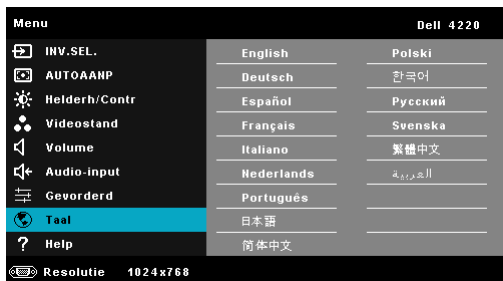 Menu Dell 4220
INV.SEL. English Polski
AUTOAANP Deutsch 한국어
Helderh/Contr Español Русский
Videostand Français Svenska
Volume Italiano 繁體中文
Audio-input Nederlands العربية
Gevorderd Português
Taal 日本語
? Help 简体中文
Resolutie 1024x768